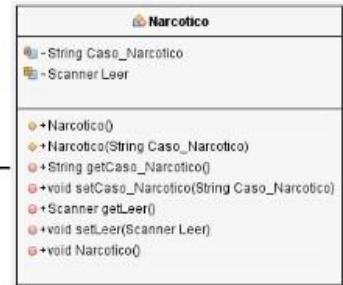 Narcotico
- String Caso_Narcotico
- Scanner Leer
+ Narcotico()
+ Narcotico(String Caso_Narcotico)
+ String getCaso_Narcotico()
+ void setCaso_Narcotico(String Caso_Narcotico)
+ Scanner getLeer()
+ void setLeer(Scanner Leer)
+ void Narcotico()